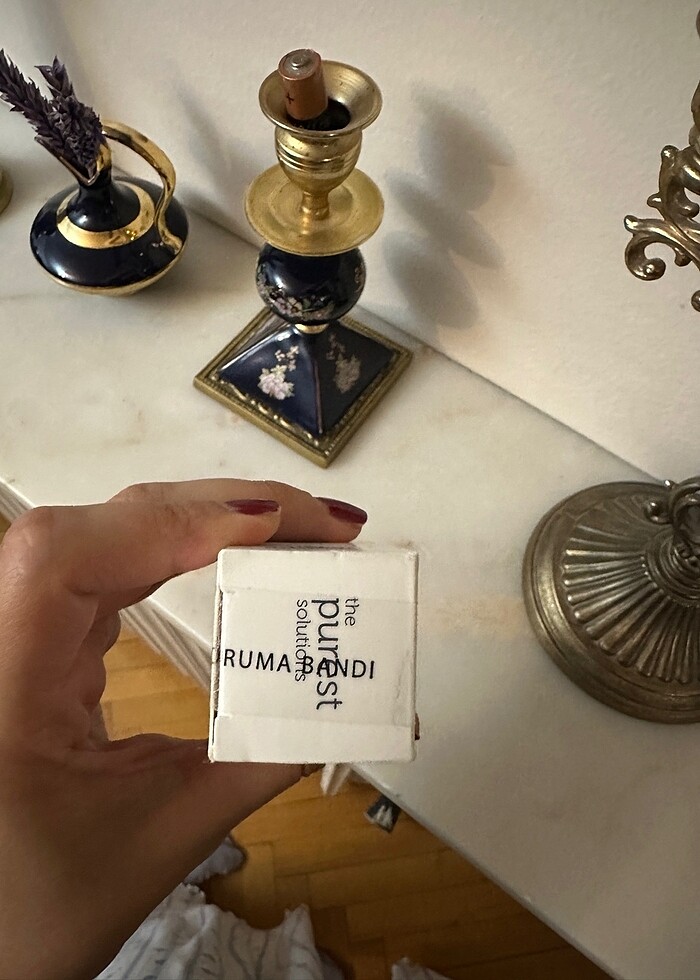 the
purest
solutions
RUMA BANDI